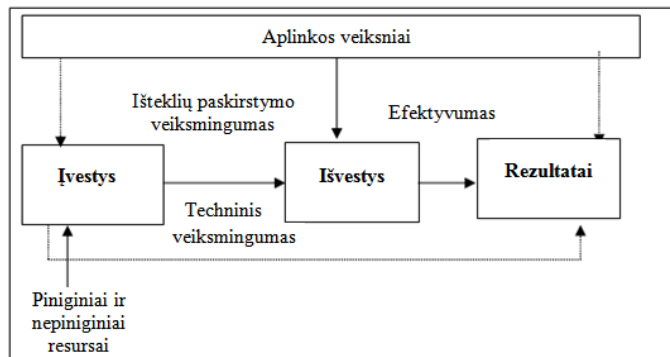 Aplinkos veiksniai
Išteklių paskirstymo
veiksmingumas
Efektyvumas
Įvestys
Išvestys
Rezultatai
Techninis
veiksmingumas
Piniginiai ir
nepiniginiai
resursai